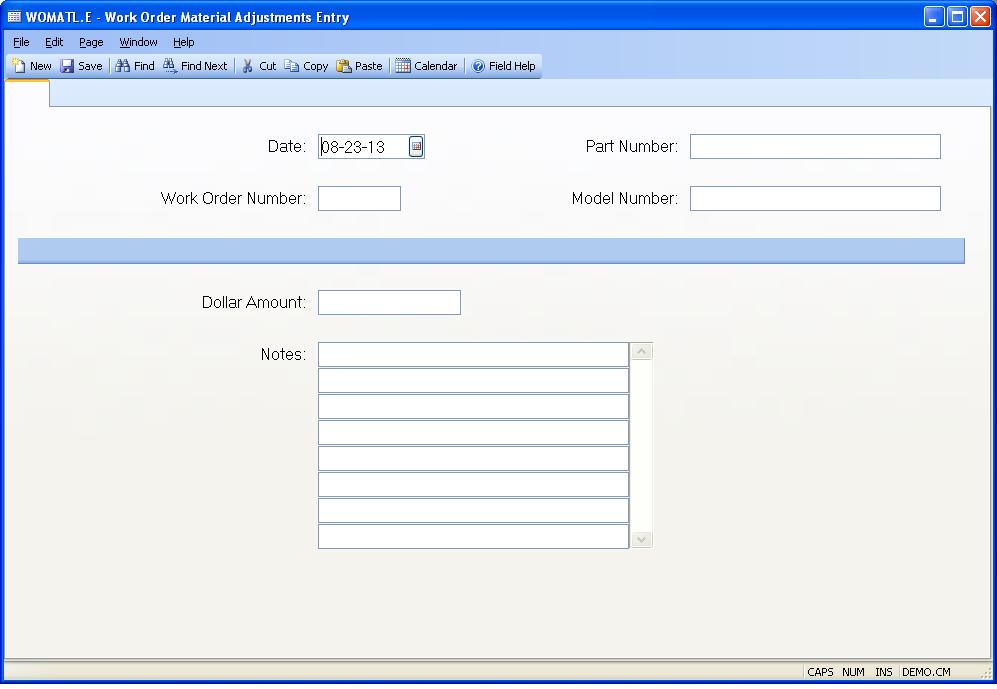 WOMATL.E - Work Order Material Adjustments Entry
File Edit Page Window Help
New Save Find Find Next Cut Copy Paste Calendar Field Help
Date: 08-23-13 Part Number:
Work Order Number: Model Number:
Dollar Amount:
Notes:
CAPS NUM INS DEMO.CM